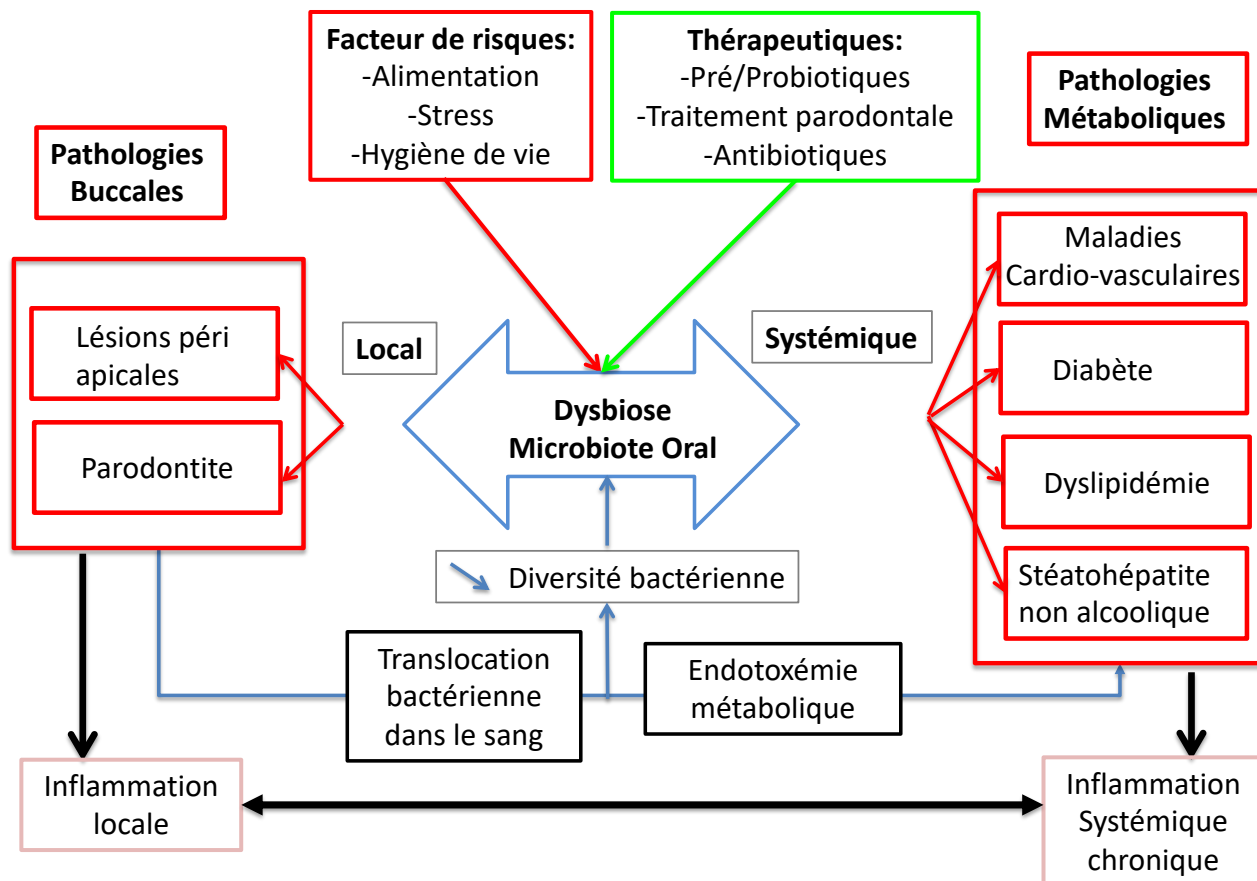 Facteur de risques:
-Alimentation
-Stress
-Hygiène de vie
Thérapeutiques:
-Pré/Probiotiques
-Traitement parodontale
-Antibiotiques
Pathologies
Métaboliques
Pathologies
Buccales
Lésions péri
apicales
Parodontite
Local
Systémique
Dysbiose
Microbiote Oral
Maladies
Cardio-vasculaires
Diabète
Dyslipidémie
Stéatohépatite
non alcoolique
Diversité bactérienne
Translocation
bactérienne
dans le sang
Endotoxémie
métabolique
Inflammation
locale
Inflammation
Systémique
chronique